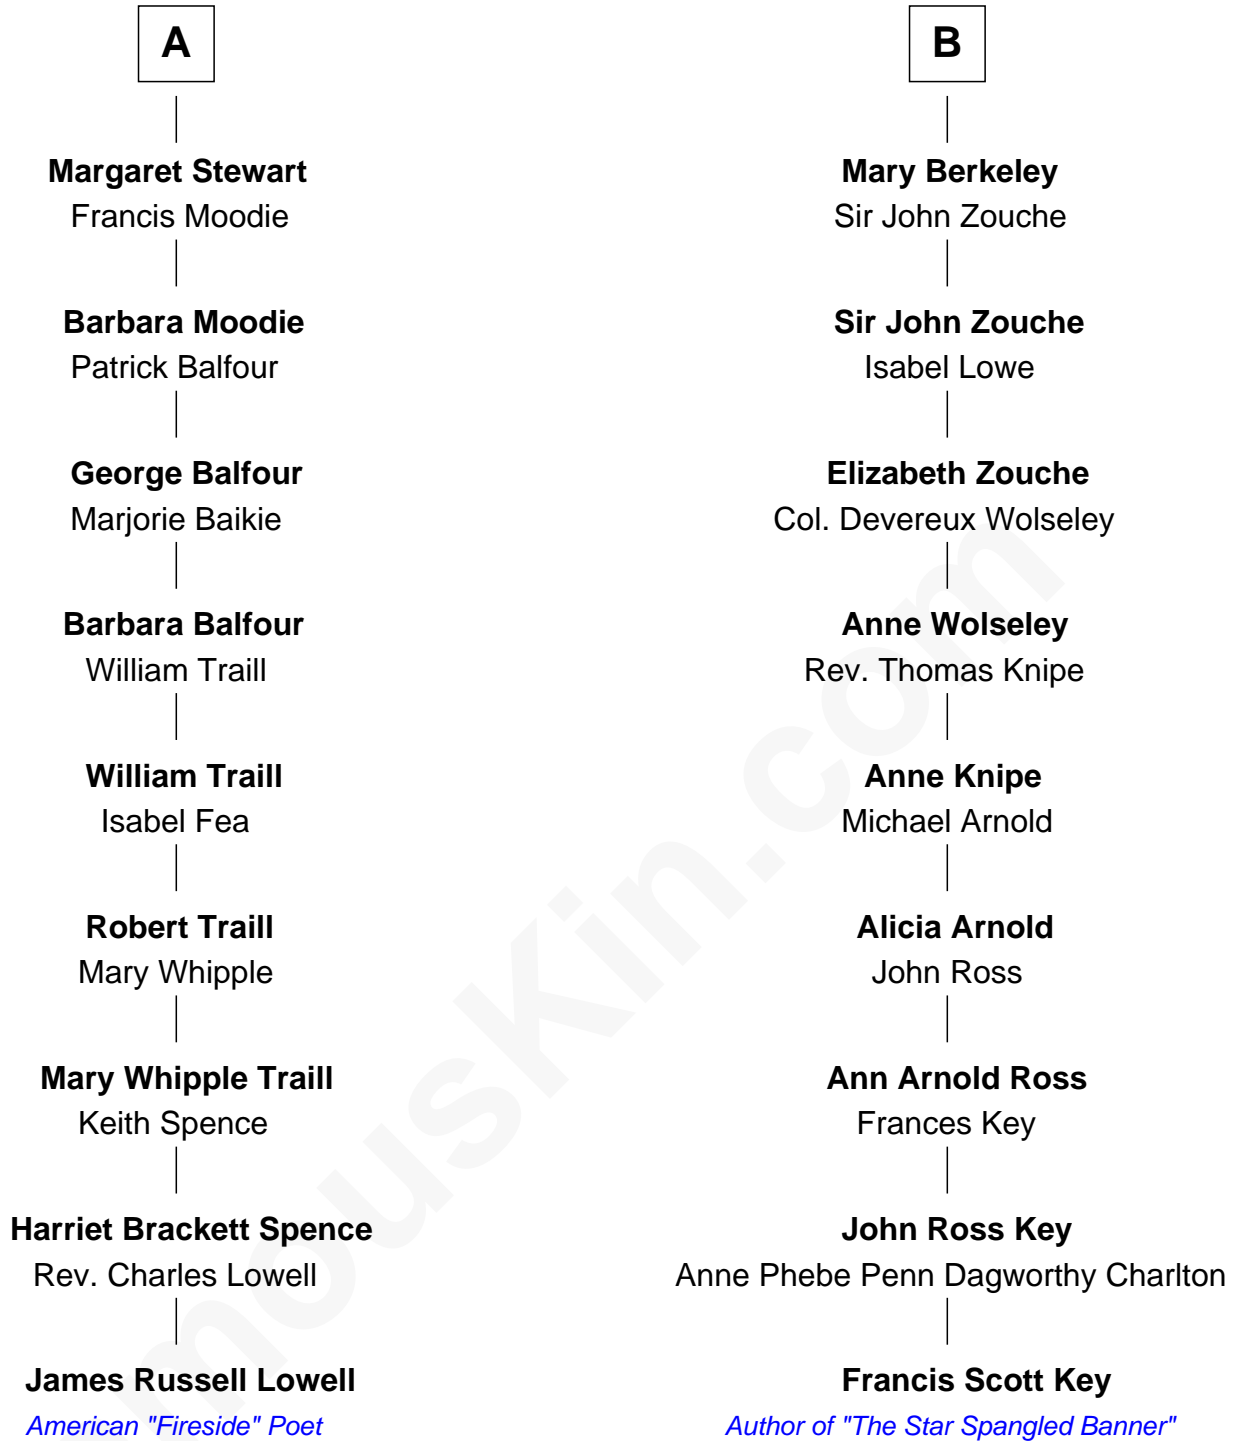 A
B
Margaret Stewart
Francis Moodie
Mary Berkeley
Sir John Zouche
Barbara Moodie
Patrick Balfour
Sir John Zouche
Isabel Lowe
George Balfour
Marjorie Baikie
Elizabeth Zouche
Col. Devereux Wolseley
Barbara Balfour
William Traill
Anne Wolseley
Rev. Thomas Knipe
William Traill
Isabel Fea
Anne Knipe
Michael Arnold
Robert Traill
Mary Whipple
Alicia Arnold
John Ross
Mary Whipple Traill
Keith Spence
Ann Arnold Ross
Frances Key
Harriet Brackett Spence
Rev. Charles Lowell
John Ross Key
Anne Phebe Penn Dagworthy Charlton
James Russell Lowell
American "Fireside" Poet
Francis Scott Key
Author of "The Star Spangled Banner"
mousKin.com